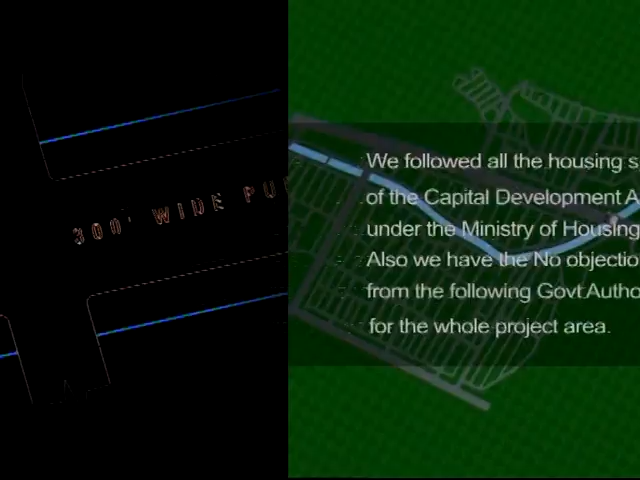 300' WIDE PU
We followed all the housing s
of the Capital Development A
under the Ministry of Housing
Also we have the No objectio
from the following Govt.Autho
for the whole project area.